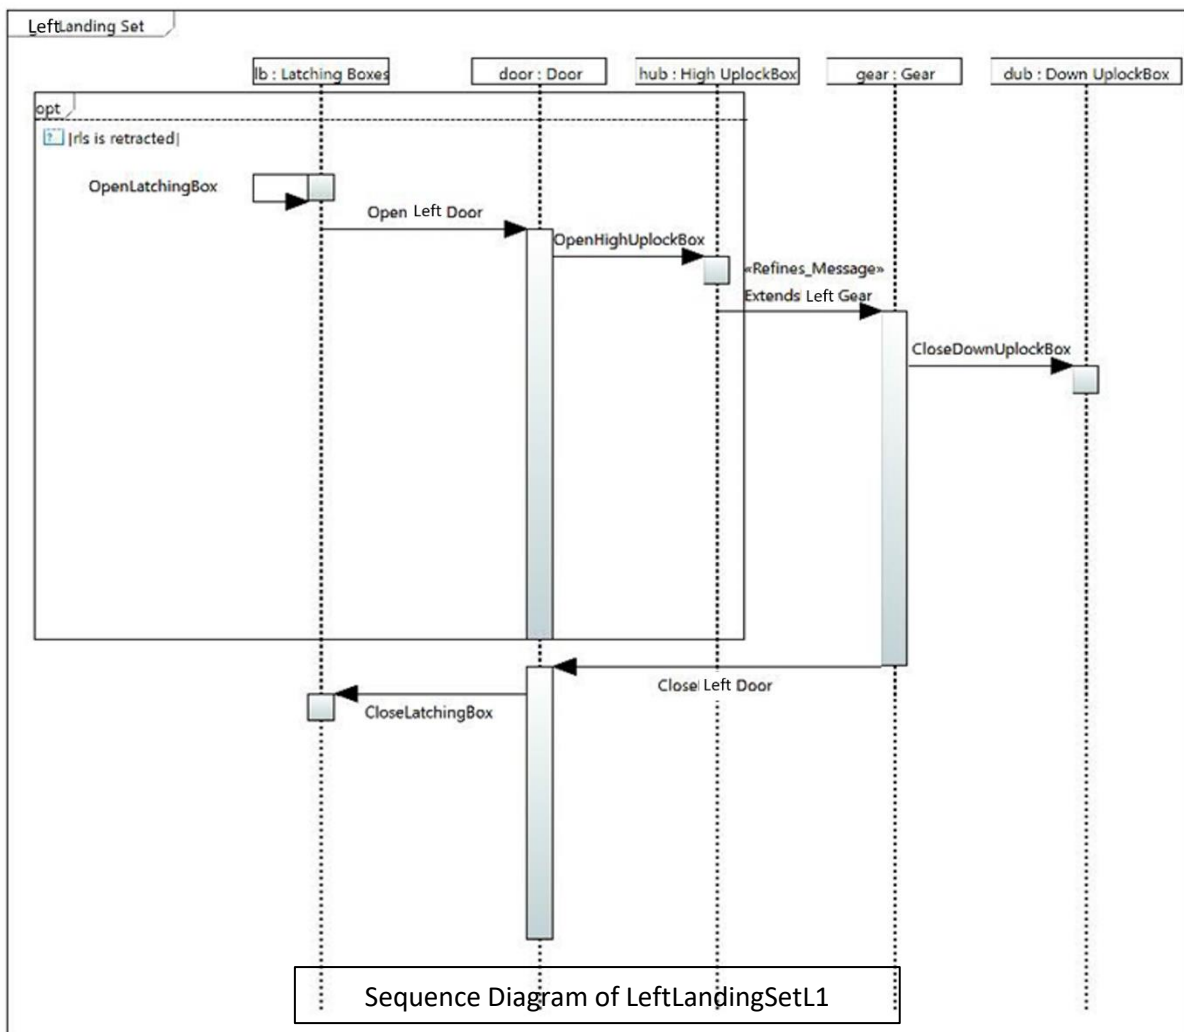 LeftLanding Set
lb : Latching Boxes
door : Door
hub : High UplockBox
gear : Gear
dub : Down UplockBox
opt
? [rls is retracted]
OpenLatchingBox
Open Left Door
OpenHighUplockBox
«Refines_Message»
Extends Left Gear
CloseDownUplockBox
Close Left Door
CloseLatchingBox
Sequence Diagram of LeftLandingSetL1